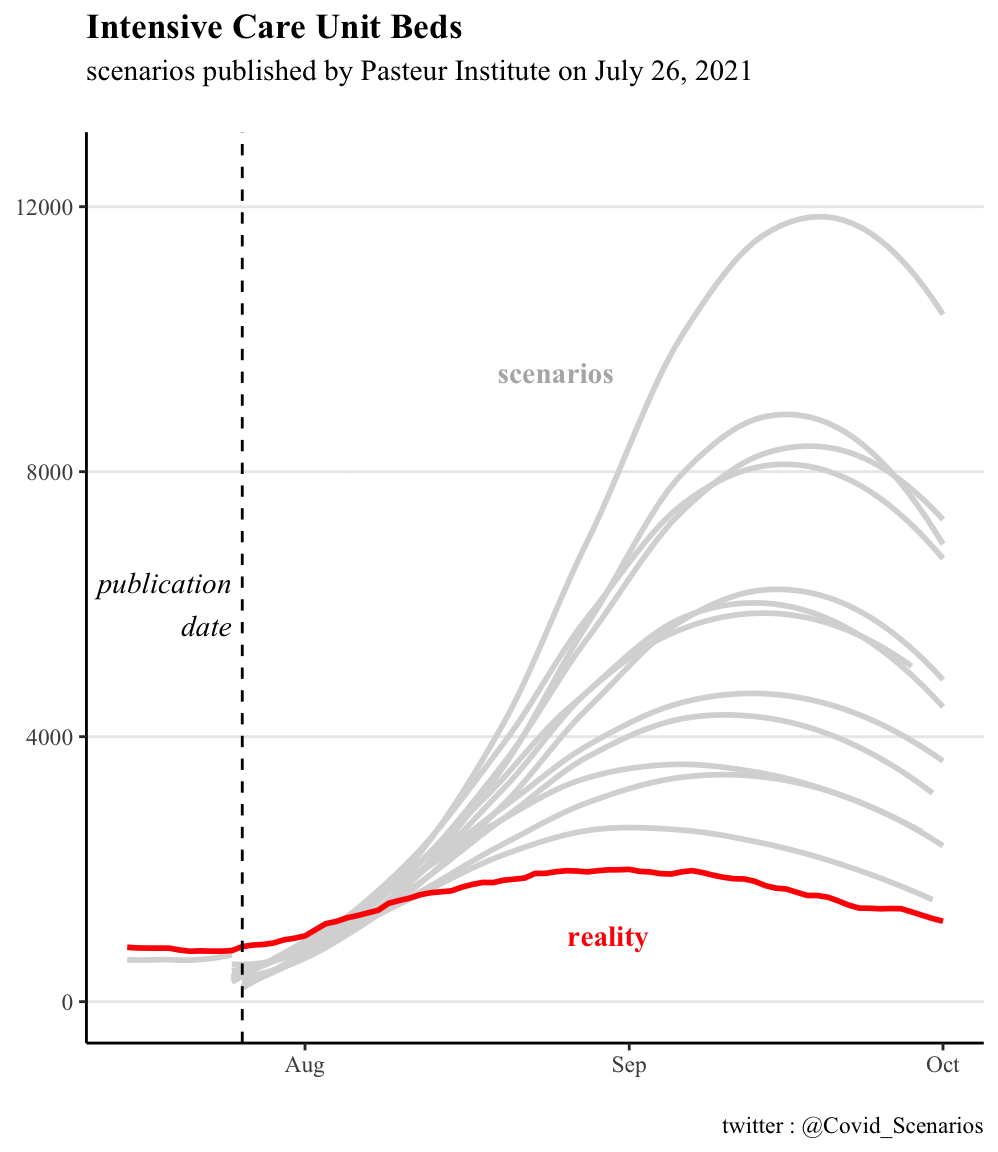 Intensive Care Unit Beds
scenarios published by Pasteur Institute on July 26, 2021
12000
scenarios
8000
publication
date
4000
reality
0
Aug
Sep
Oct
twitter : @Covid_Scenarios